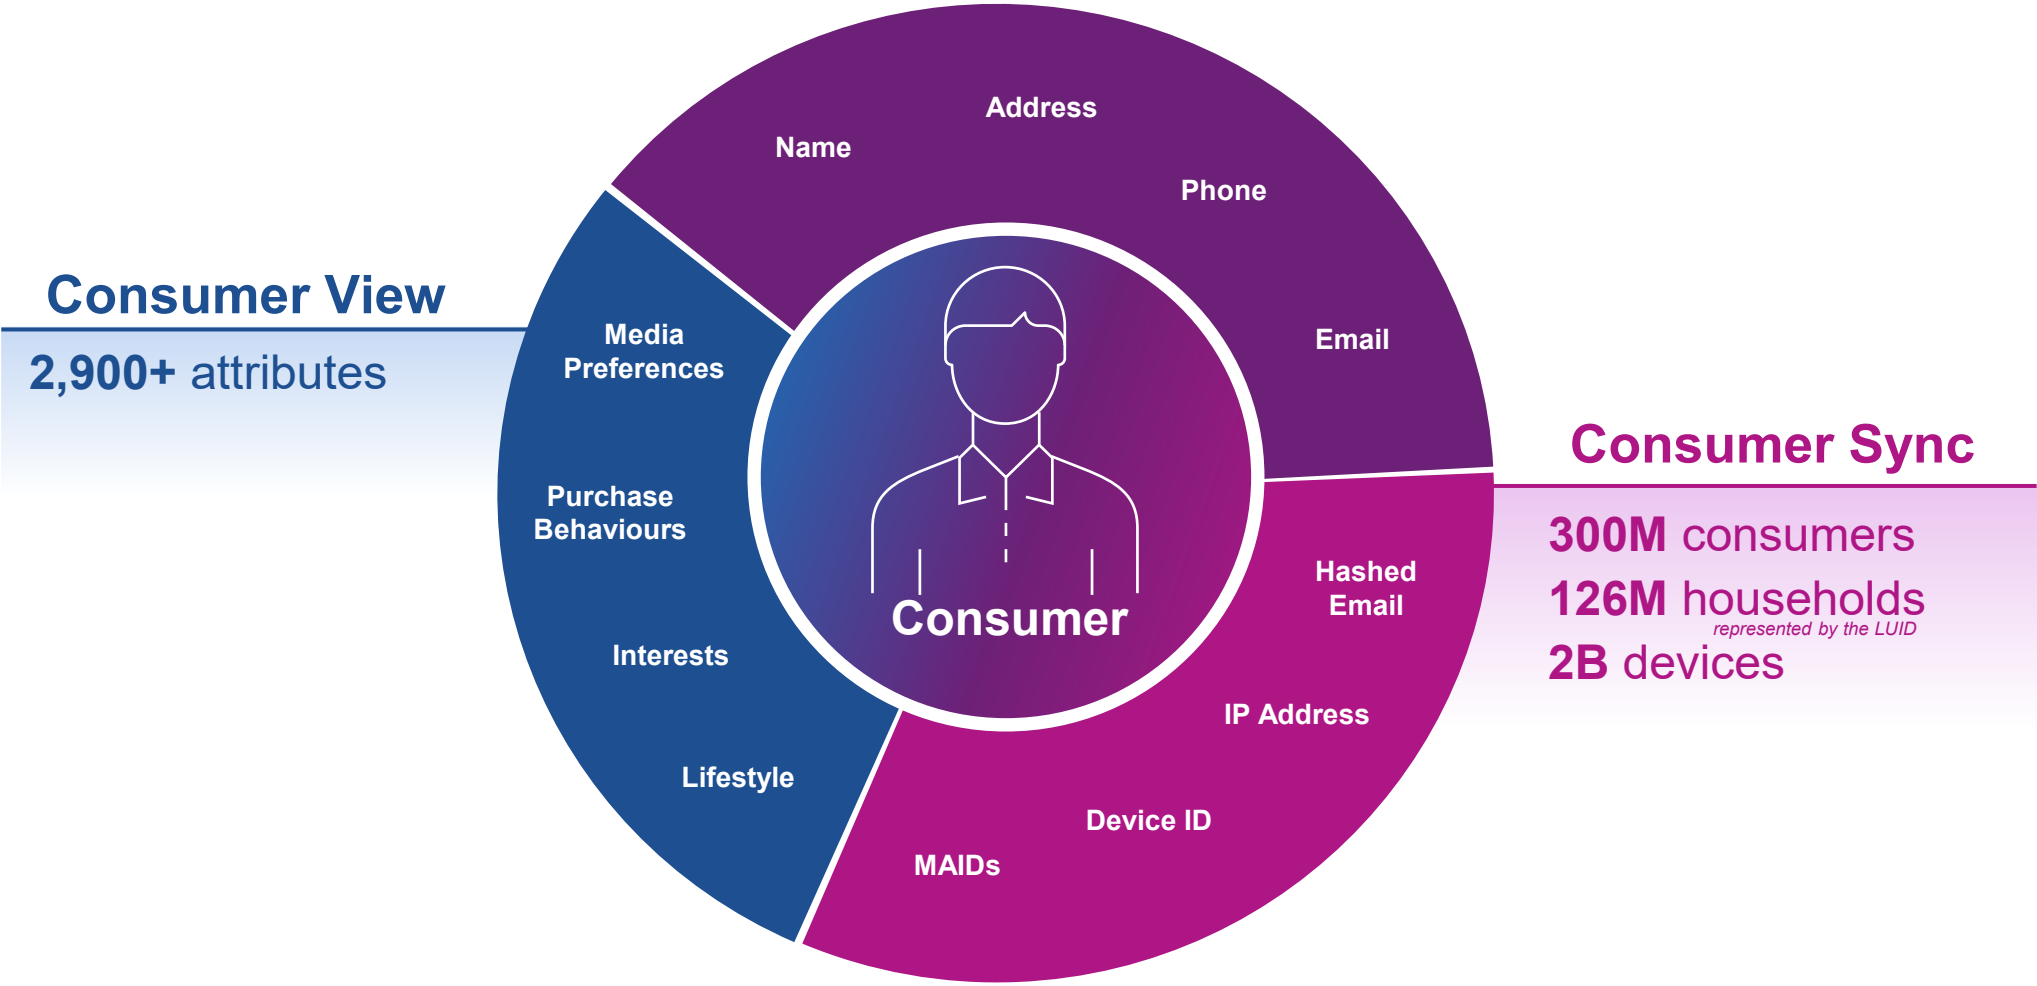 Address
Name
Phone
Email
Consumer View
2,900+ attributes
Media
Preferences
Purchase
Behaviours
Interests
Lifestyle
Consumer
Consumer Sync
300M consumers
126M households
represented by the LUID
2B devices
Hashed
Email
IP Address
Device ID
MAIDs